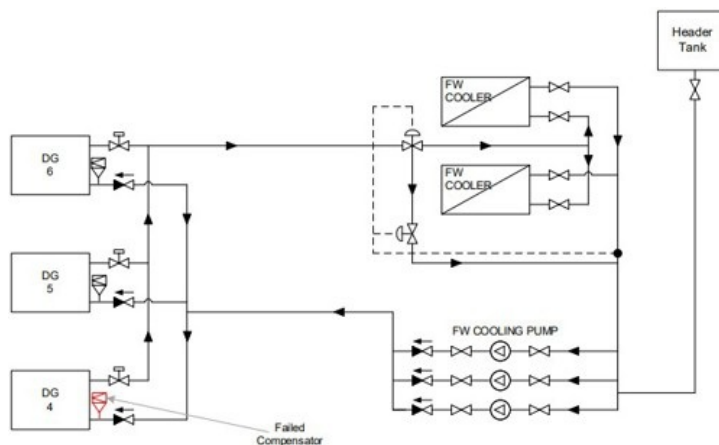 Header
Tank
FW
COOLER
FW
COOLER
DG
6
DG
5
FW COOLING PUMP
DG
4
Failed
Compensator